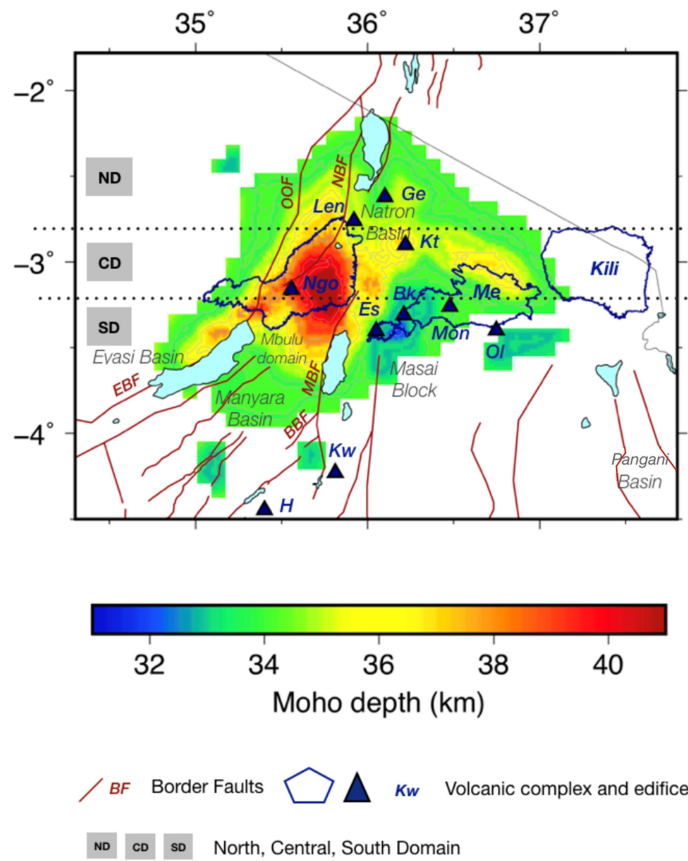 35° 36° 37°
−2°
ND
OOF
NBF
Ge
Len
Natron
Basin
Kt
−3°
CD
Ngo
Kili
Me
Es
Bk
SD
Mon
Ol
Eyasi Basin
Mbulu
domain
Masai
Block
EBF
MBF
Manyara
Basin
BBF
−4°
Kw
Pangani
Basin
H
32 34 36 38 40
Moho depth (km)
BF Border Faults Kw Volcanic complex and edifice
ND CD SD North, Central, South Domain